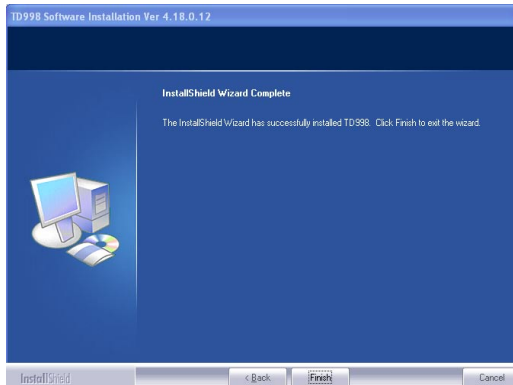 TD998 Software Installation Ver 4.18.0.12
InstallShield Wizard Complete
The InstallShield Wizard has successfully installed TD998. Click Finish to exit the wizard.
InstallShield
< Back
Finish
Cancel